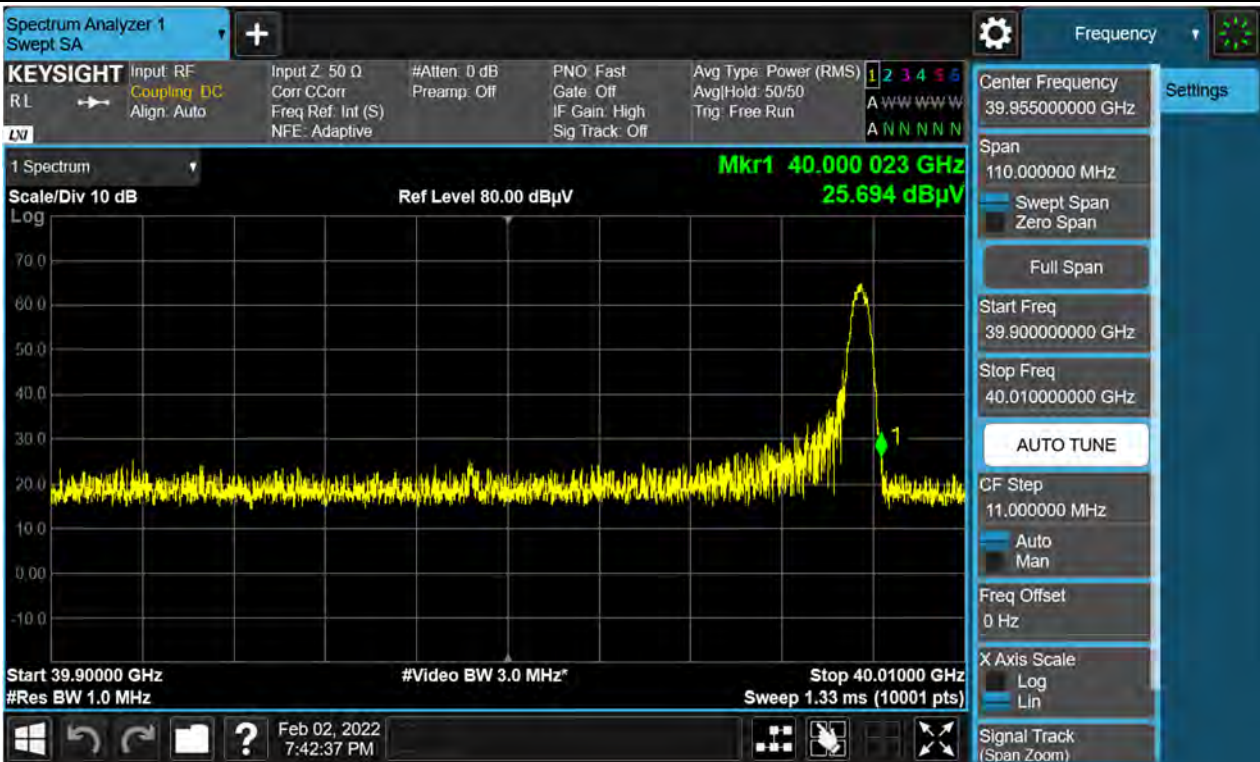 Spectrum Analyzer 1
Swept SA
+
Frequency
KEYSIGHT
RL
LXI
Input: RF
Coupling: DC
Align: Auto
Input Z: 50 Ω
Corr CCorr
Freq Ref: Int (S)
NFE: Adaptive
#Atten: 0 dB
Preamp: Off
PNO: Fast
Gate: Off
IF Gain: High
Sig Track: Off
Avg Type: Power (RMS)
Avg|Hold: 50/50
Trig: Free Run
1 2 3 4 5 6
A W W W W W
A N N N N N
1 Spectrum
Scale/Div 10 dB
Ref Level 80.00 dBµV
Mkr1 40.000 023 GHz
25.694 dBµV
Log
70.0
60.0
50.0
40.0
30.0
20.0
10.0
0.00
-10.0
1
Start 39.90000 GHz
#Res BW 1.0 MHz
#Video BW 3.0 MHz*
Stop 40.01000 GHz
Sweep 1.33 ms (10001 pts)
Center Frequency
39.955000000 GHz
Settings
Span
110.000000 MHz
Swept Span
Zero Span
Full Span
Start Freq
39.900000000 GHz
Stop Freq
40.010000000 GHz
AUTO TUNE
CF Step
11.000000 MHz
Auto
Man
Freq Offset
0 Hz
X Axis Scale
Log
Lin
Signal Track
(Span Zoom)
?
Feb 02, 2022
7:42:37 PM